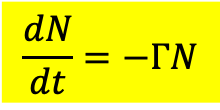 dN/dt = −ΓN